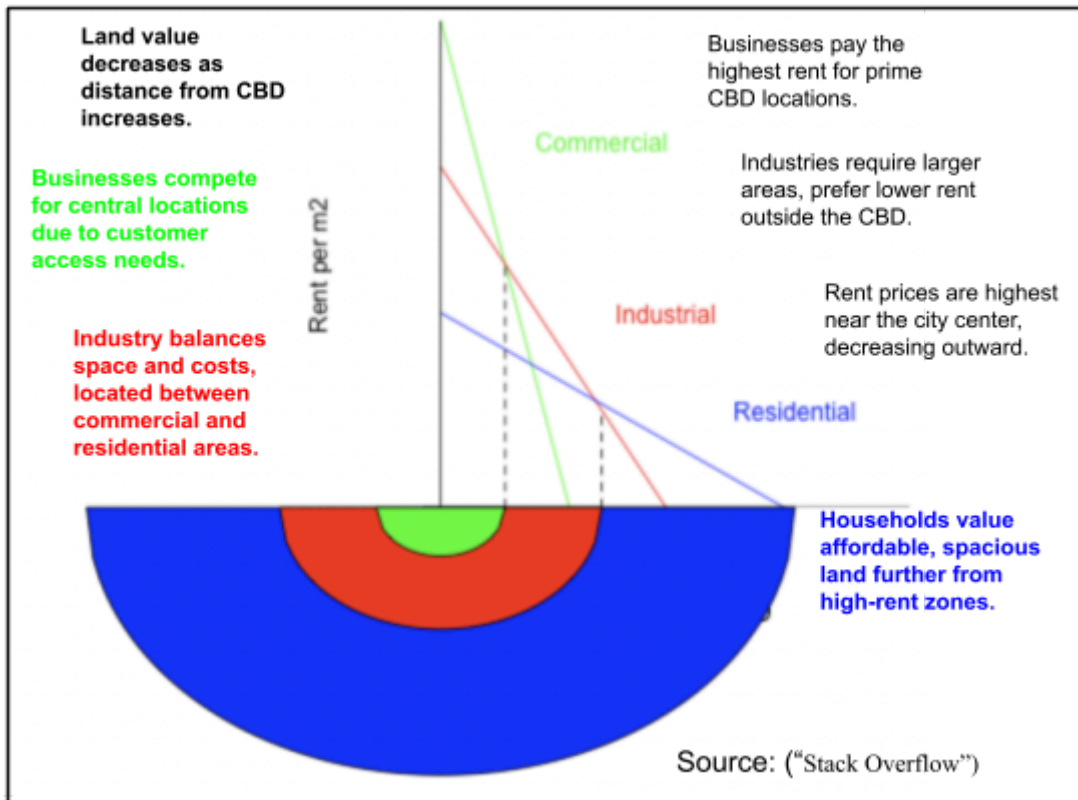 Land value
decreases as
distance from CBD
increases.
Businesses pay the
highest rent for prime
CBD locations.
Commercial
Industries require larger
areas, prefer lower rent
outside the CBD.
Businesses compete
for central locations
due to customer
access needs.
Rent per m2
Rent prices are highest
near the city center,
decreasing outward.
Industrial
Industry balances
space and costs,
located between
commercial and
residential areas.
Residential
Households value
affordable, spacious
land further from
high-rent zones.
Source: (“Stack Overflow”)